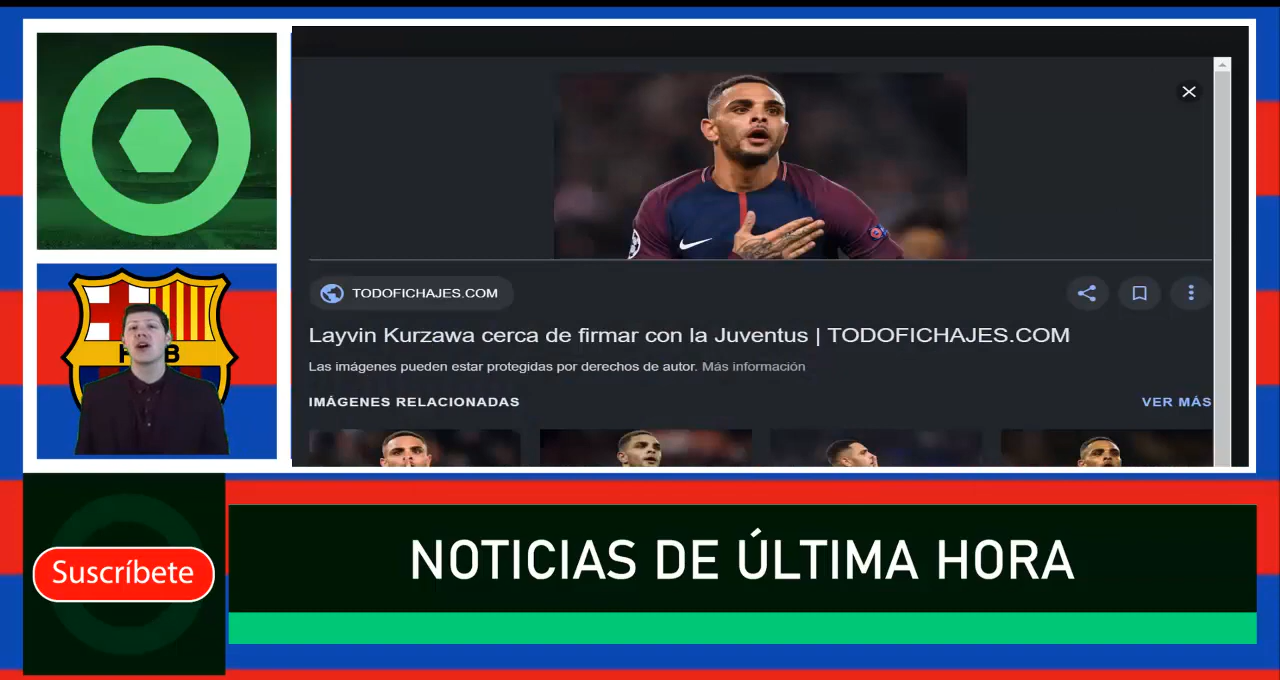 TODOFICHAJES.COM
Layvin Kurzawa cerca de firmar con la Juventus | TODOFICHAJES.COM
Las imágenes pueden estar protegidas por derechos de autor. Más información
IMÁGENES RELACIONADAS
VER MÁS
Suscríbete
NOTICIAS DE ÚLTIMA HORA